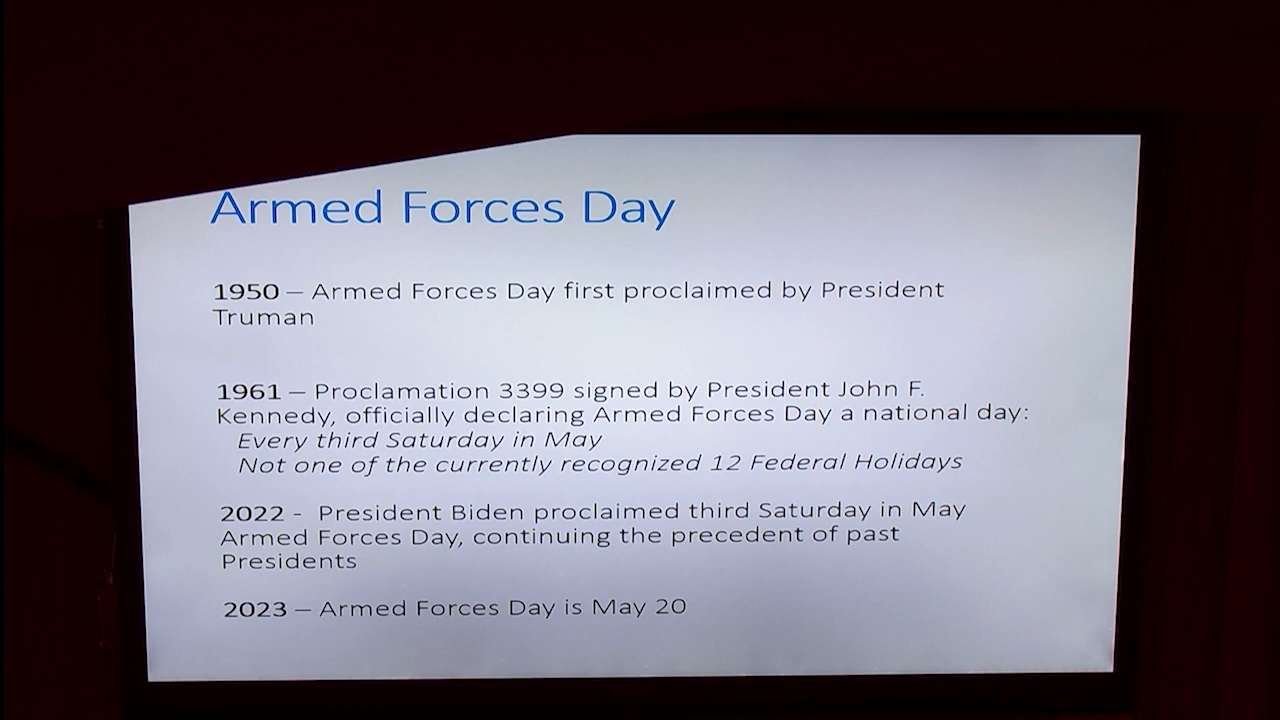 Armed Forces Day
1950 – Armed Forces Day first proclaimed by President
Truman
1961 – Proclamation 3399 signed by President John F.
Kennedy, officially declaring Armed Forces Day a national day:
Every third Saturday in May
Not one of the currently recognized 12 Federal Holidays
2022 - President Biden proclaimed third Saturday in May
Armed Forces Day, continuing the precedent of past
Presidents
2023 – Armed Forces Day is May 20